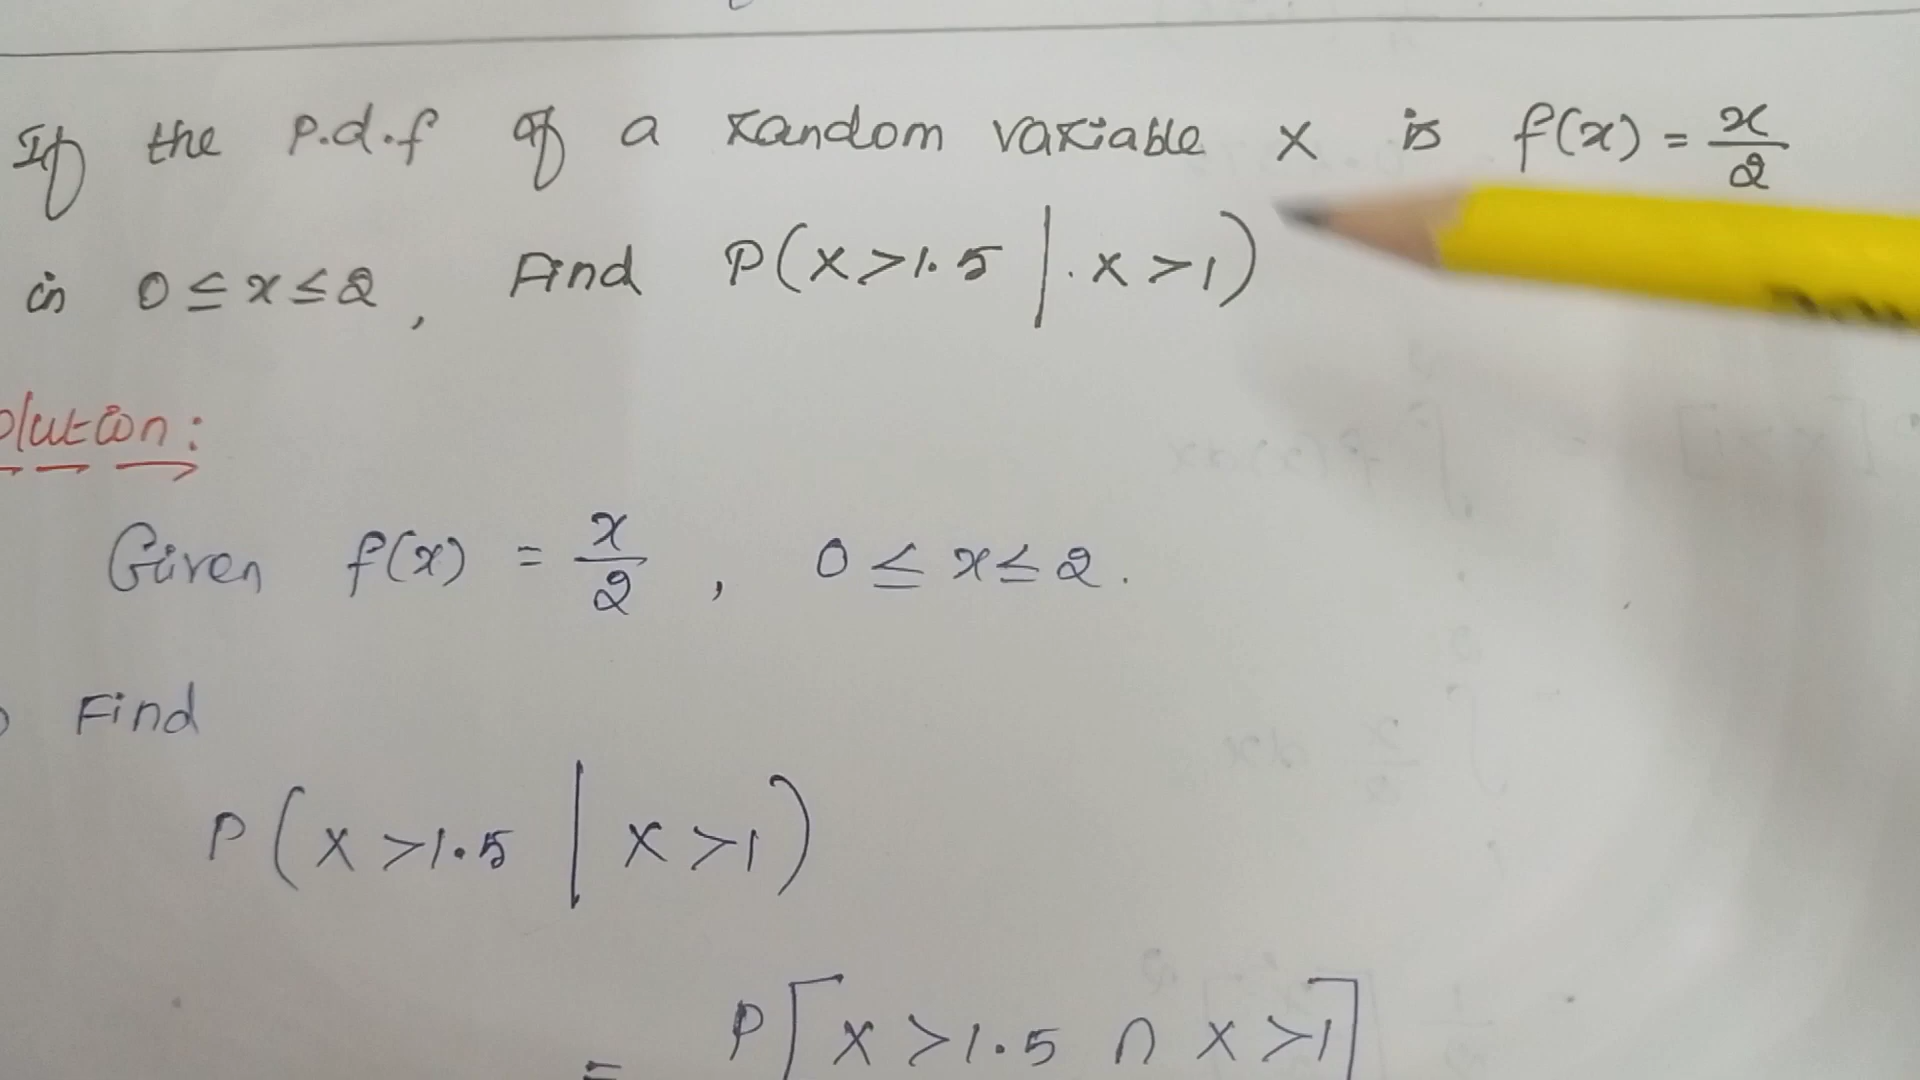 If the P.d.f of a random variable X is f(x) = x/2
in 0 ≤ x ≤ 2, Find P(X>1.5 | X>1)
olution:
Given f(x) = x/2, 0 ≤ x ≤ 2.
Find
P(X>1.5 | X>1)
= P[X>1.5 ∩ X>1]